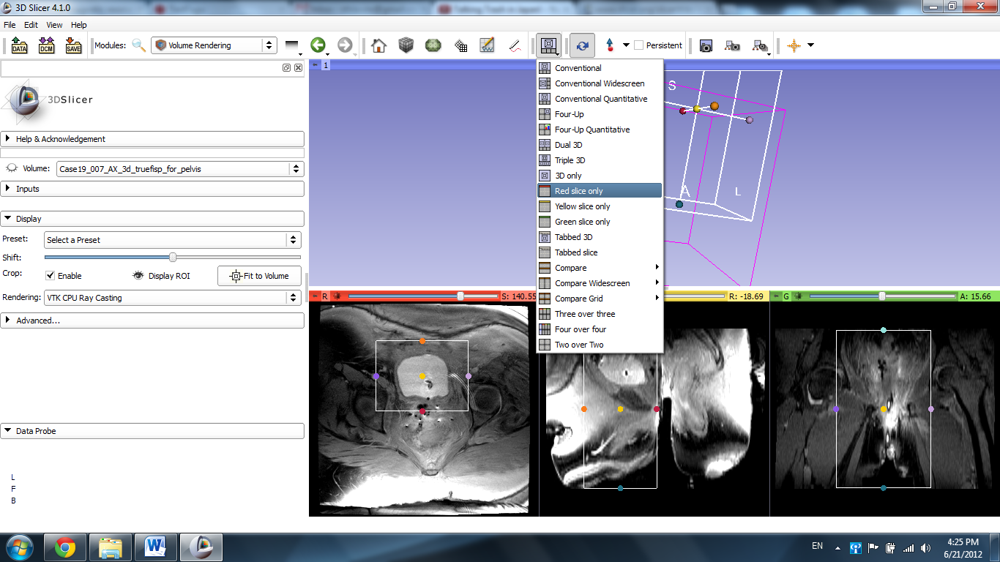 3D Slicer 4.1.0
File Edit View Help
DATA DCM SAVE Modules: Volume Rendering Persistent
1
3DSlicer
Help & Acknowledgement
Volume: Case19_007_AX_3d_truefisp_for_pelvis
Inputs
Display
Preset: Select a Preset
Shift:
Crop: Enable Display ROI Fit to Volume
Rendering: VTK CPU Ray Casting
Advanced...
Data Probe
L
F
B
Conventional
Conventional Widescreen
Conventional Quantitative
Four-Up
Four-Up Quantitative
Dual 3D
Triple 3D
3D only
Red slice only
Yellow slice only
Green slice only
Tabbed 3D
Tabbed slice
Compare
Compare Widescreen
Compare Grid
Three over three
Four over four
Two over Two
S
A L
R S: 140.55 R: -18.69 G A: 15.66
EN 4:25 PM
6/21/2012